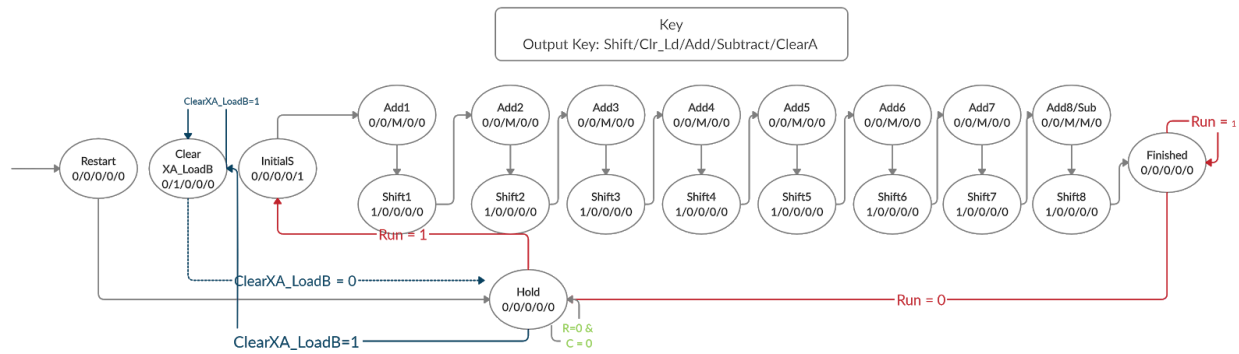 Key
Output Key: Shift/Clr_Ld/Add/Subtract/ClearA
ClearXA_LoadB=1
Add1
0/0/M/0/0
Add2
0/0/M/0/0
Add3
0/0/M/0/0
Add4
0/0/M/0/0
Add5
0/0/M/0/0
Add6
0/0/M/0/0
Add7
0/0/M/0/0
Add8/Sub
0/0/M/M/0
Restart
0/0/0/0/0
Clear
XA_LoadB
0/1/0/0/0
InitialS
0/0/0/0/1
Finished
0/0/0/0/0
Run = 1
Shift1
1/0/0/0/0
Shift2
1/0/0/0/0
Shift3
1/0/0/0/0
Shift4
1/0/0/0/0
Shift5
1/0/0/0/0
Shift6
1/0/0/0/0
Shift7
1/0/0/0/0
Shift8
1/0/0/0/0
Run = 1
ClearXA_LoadB = 0
Hold
0/0/0/0/0
Run = 0
R=0 &
C = 0
ClearXA_LoadB=1